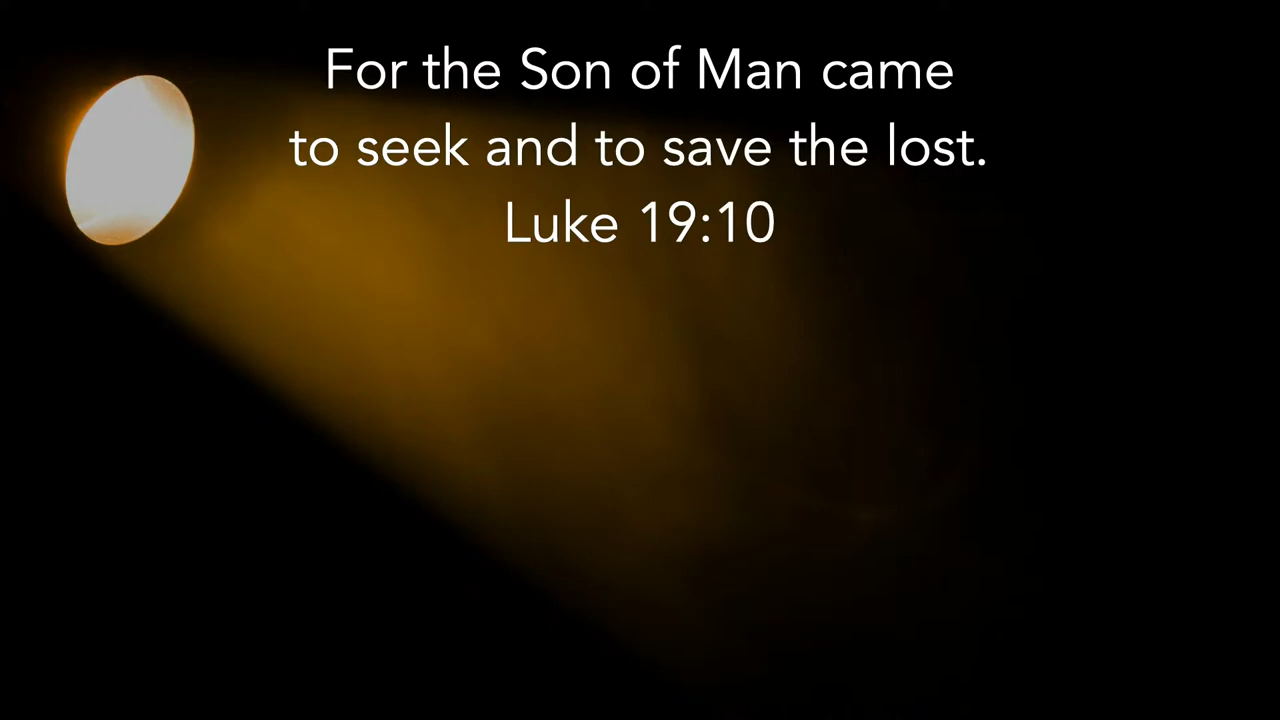 For the Son of Man came
to seek and to save the lost.
Luke 19:10